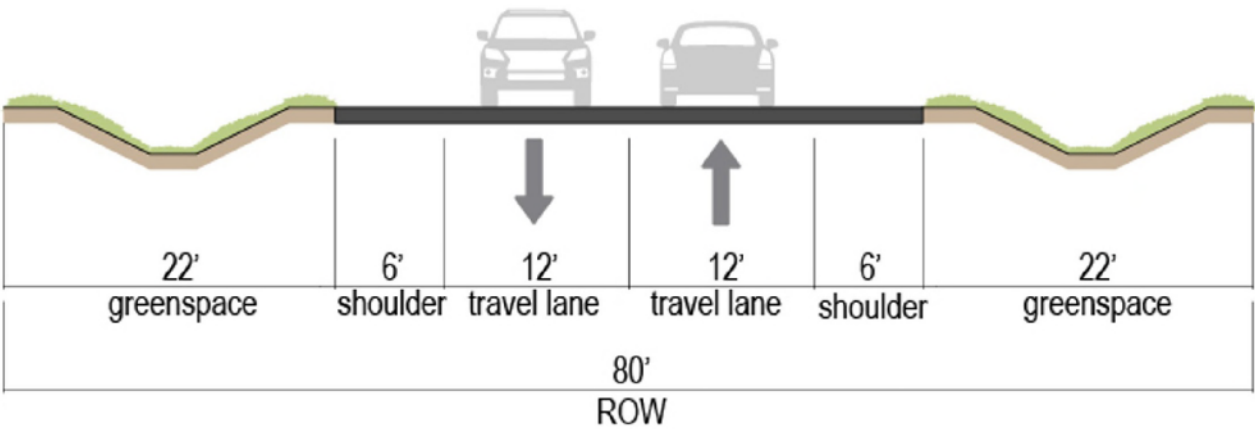 22’ 6’ 12’ 12’ 6’ 22’
greenspace shoulder travel lane travel lane shoulder greenspace
80’
ROW